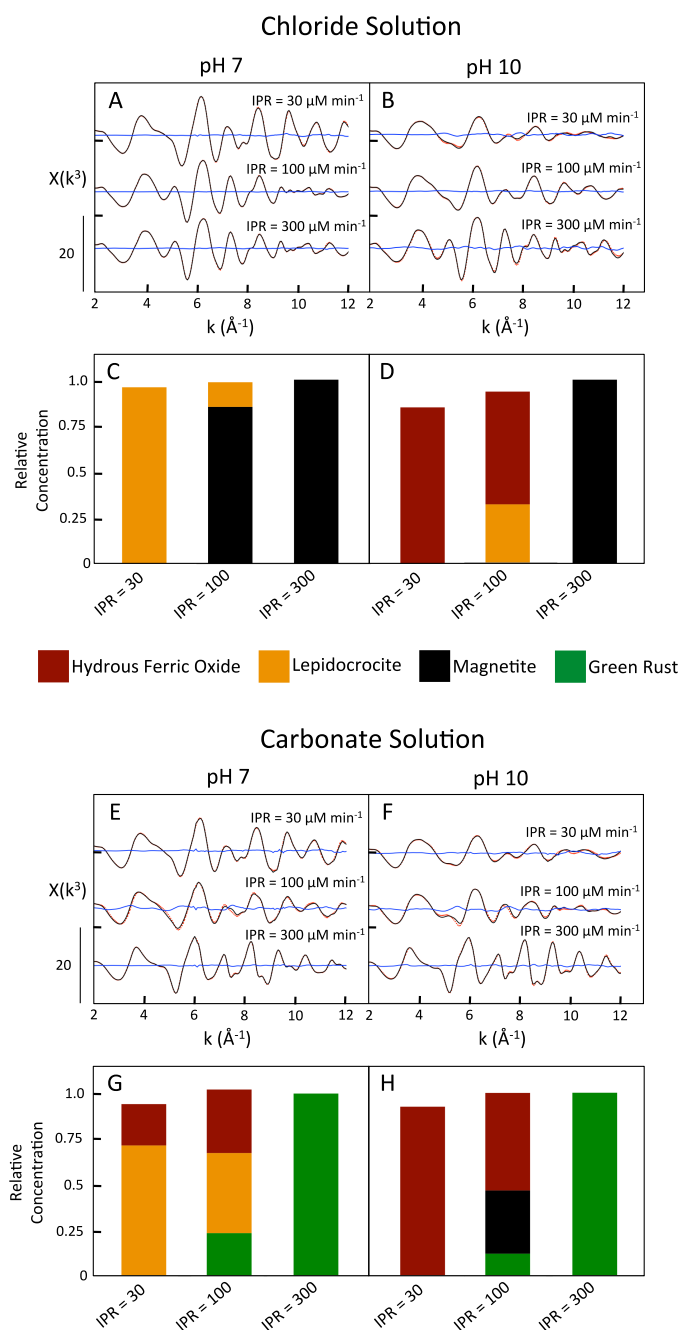 Chloride Solution
pH 7
pH 10
A
IPR = 30 µM min-1
IPR = 100 µM min-1
IPR = 300 µM min-1
B
IPR = 30 µM min-1
IPR = 100 µM min-1
IPR = 300 µM min-1
X(k3)
20
2 4 6 8 10 12
2 4 6 8 10 12
k (Å-1)
k (Å-1)
C
D
1.0
0.75
0.5
0.25
0
Relative
Concentration
IPR = 30
IPR = 100
IPR = 300
IPR = 30
IPR = 100
IPR = 300
Hydrous Ferric Oxide
Lepidocrocite
Magnetite
Green Rust
Carbonate Solution
pH 7
pH 10
E
IPR = 30 µM min-1
IPR = 100 µM min-1
IPR = 300 µM min-1
F
IPR = 30 µM min-1
IPR = 100 µM min-1
IPR = 300 µM min-1
X(k3)
20
2 4 6 8 10 12
2 4 6 8 10 12
k (Å-1)
k (Å-1)
G
H
1.0
0.75
0.5
0.25
0
Relative
Concentration
IPR = 30
IPR = 100
IPR = 300
IPR = 30
IPR = 100
IPR = 300